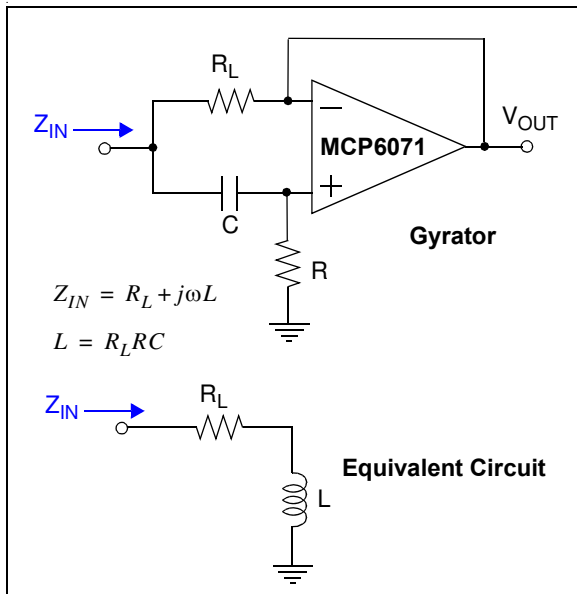 R_L
Z_IN
V_OUT
−
MCP6071
+
C
Gyrator
R
Z_IN = R_L + jωL
L = R_L RC
Z_IN
R_L
Equivalent Circuit
L